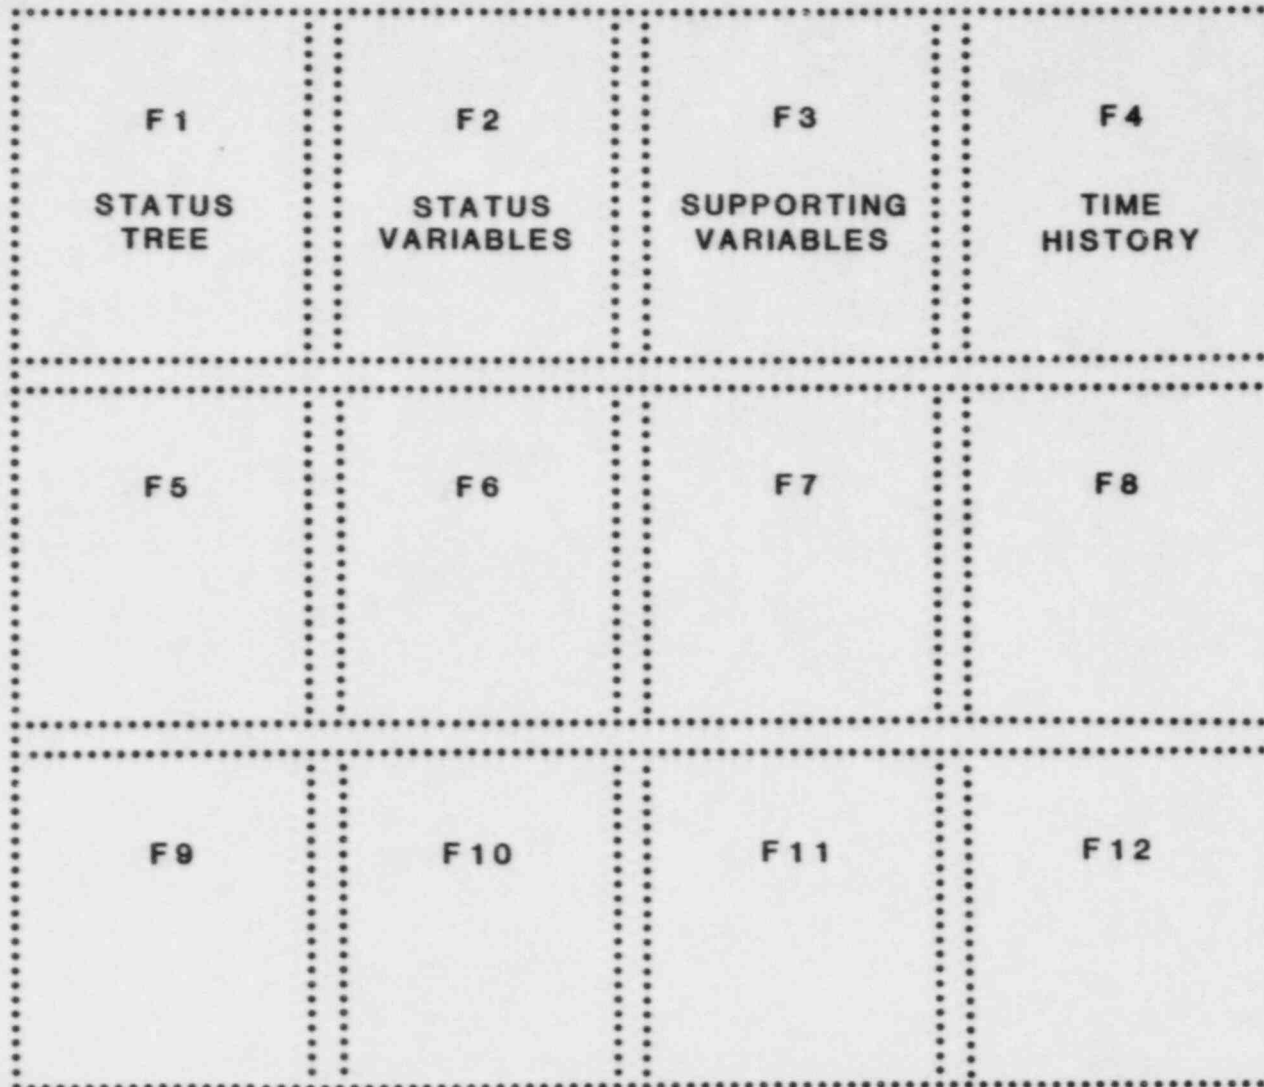 F1
STATUS
TREE
F2
STATUS
VARIABLES
F3
SUPPORTING
VARIABLES
F4
TIME
HISTORY
F5
F6
F7
F8
F9
F10
F11
F12